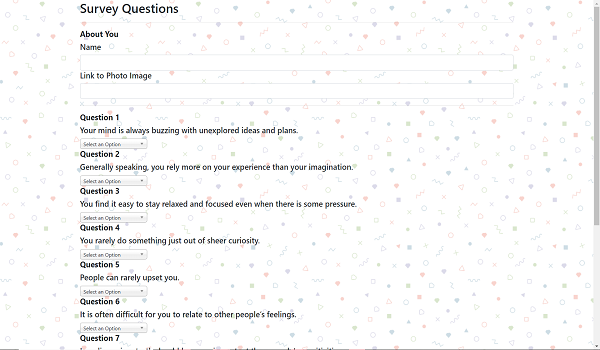 Survey Questions
About You
Name
Link to Photo Image
Question 1
Your mind is always buzzing with unexplored ideas and plans.
Select an Option
Question 2
Generally speaking, you rely more on your experience than your imagination.
Select an Option
Question 3
You find it easy to stay relaxed and focused even when there is some pressure.
Select an Option
Question 4
You rarely do something just out of sheer curiosity.
Select an Option
Question 5
People can rarely upset you.
Select an Option
Question 6
It is often difficult for you to relate to other people's feelings.
Select an Option
Question 7